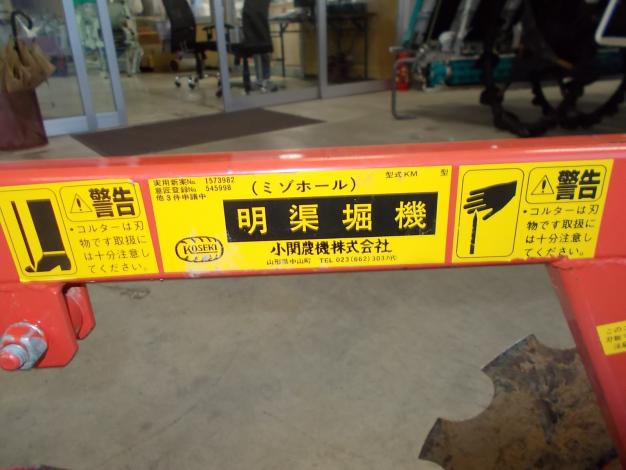 警告
・コルターは刃
物です取扱に
は十分注意し
てください。
実用新案No 1573982
意匠登録No 545998
他3件申請中
(ミゾホール)
型式KM 型
明渠堀機
KOSEKI
小関農機株式会社
山形県中山町 TEL 023(662)3037代
警告
・コルターは刃
物です取扱に
は十分注意し
てください。